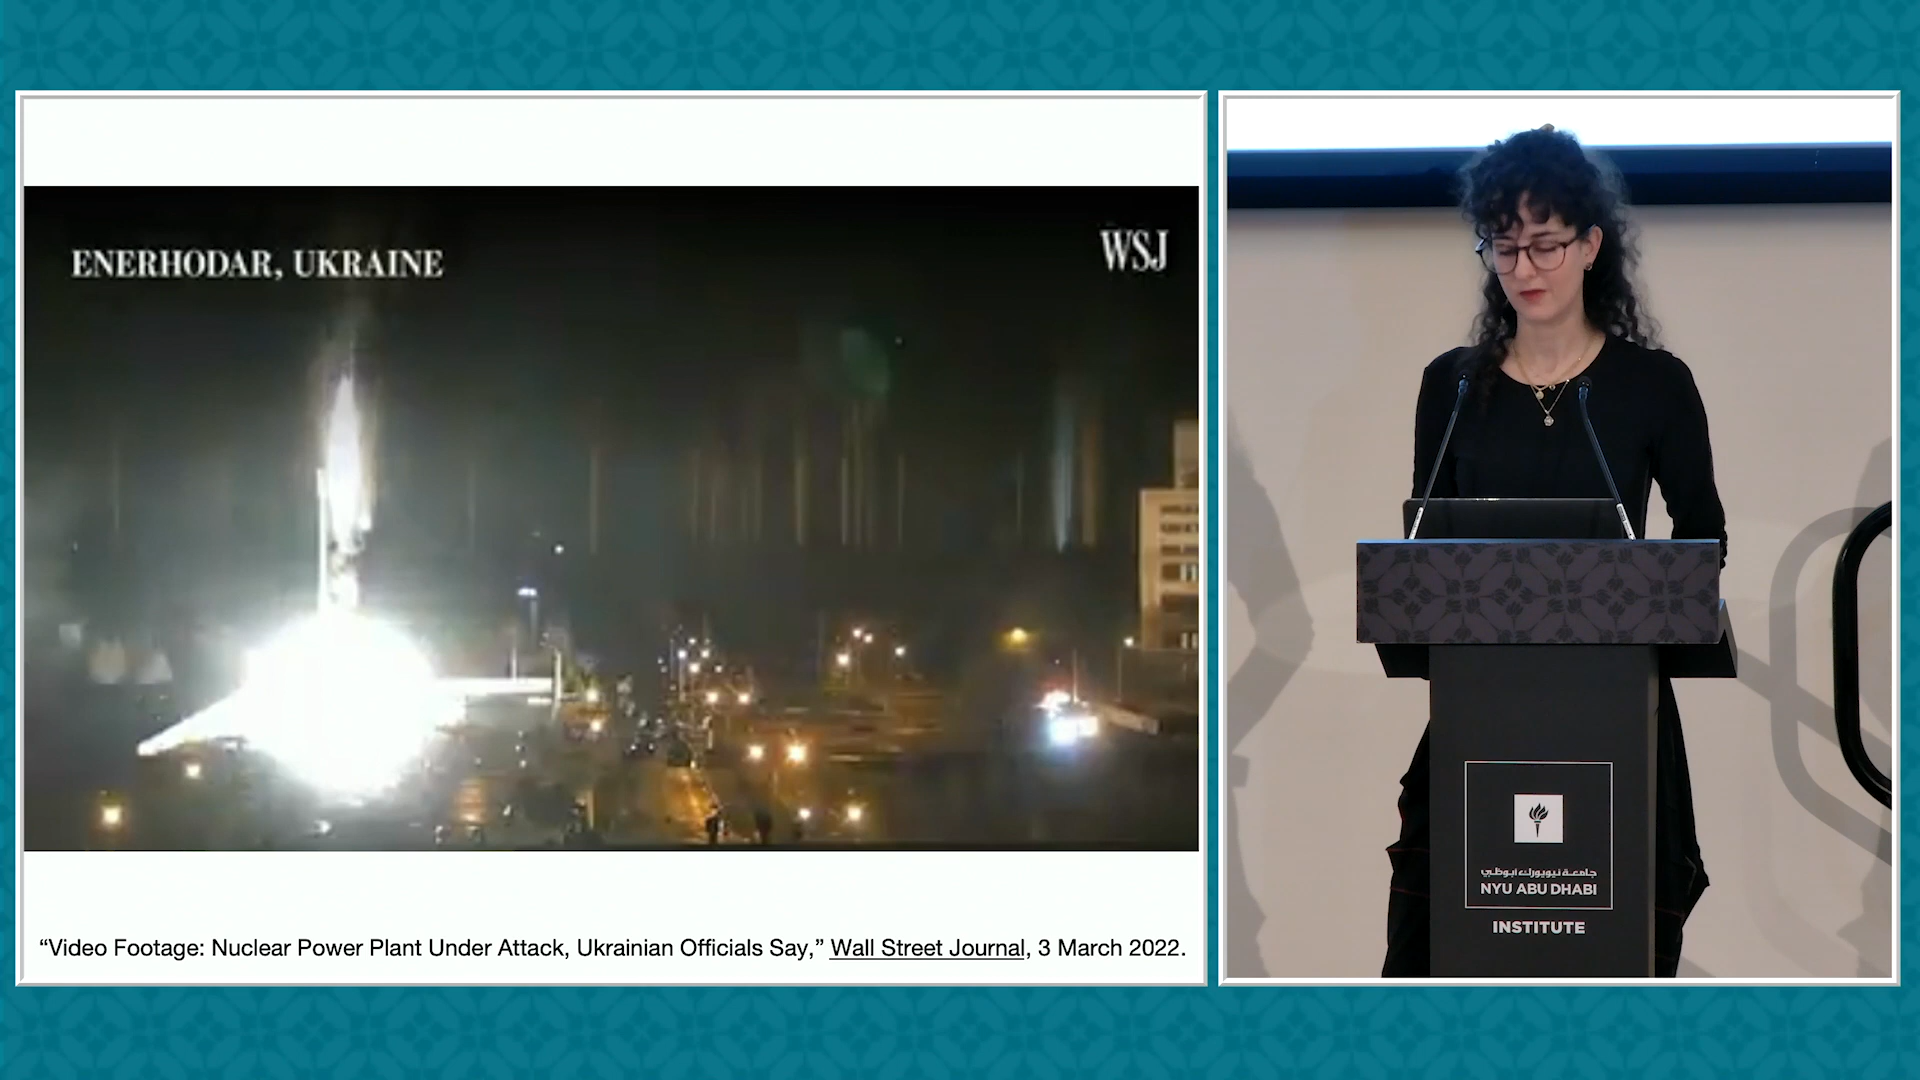 ENERHODAR, UKRAINE
WSJ
“Video Footage: Nuclear Power Plant Under Attack, Ukrainian Officials Say,” Wall Street Journal, 3 March 2022.
جامعة نيويورك أبوظبي
NYU ABU DHABI
INSTITUTE